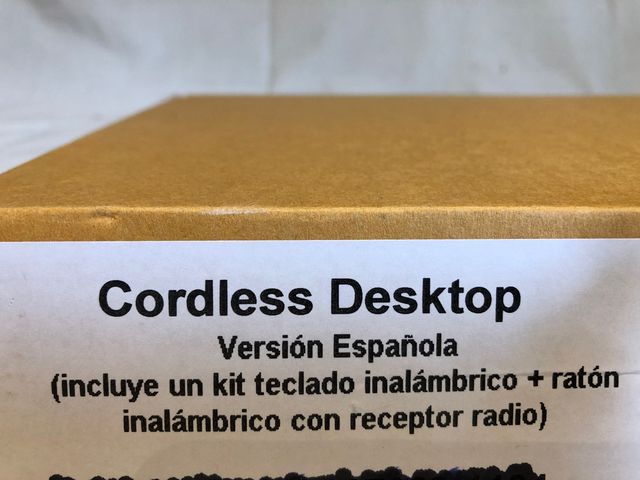 Cordless Desktop
Versión Española
(incluye un kit teclado inalámbrico + ratón
inalámbrico con receptor radio)